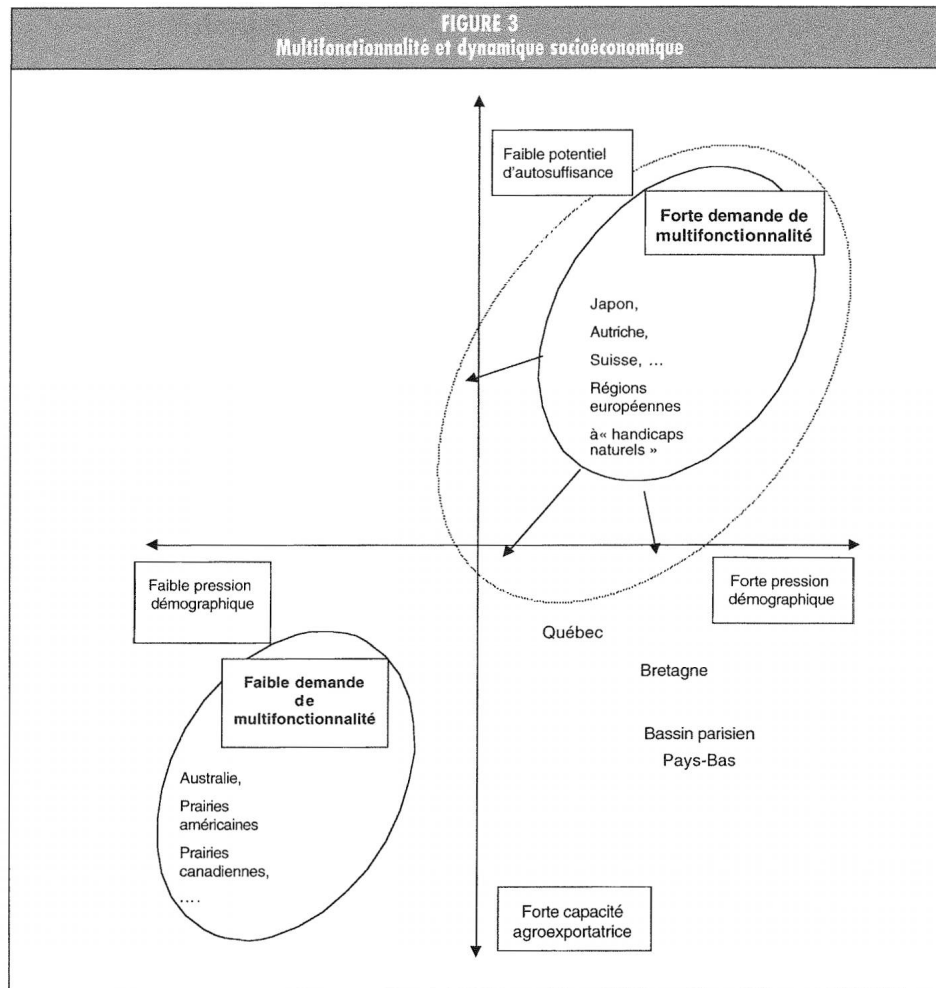 FIGURE 3
Multifonctionnalité et dynamique socioéconomique
Faible potentiel
d'autosuffisance
Forte demande de
multifonctionnalité
Japon,
Autriche,
Suisse, ...
Régions
européennes
à« handicaps
naturels »
Faible pression
démographique
Forte pression
démographique
Québec
Bretagne
Bassin parisien
Pays-Bas
Faible demande
de
multifonctionnalité
Australie,
Prairies
américaines
Prairies
canadiennes,
....
Forte capacité
agroexportatrice